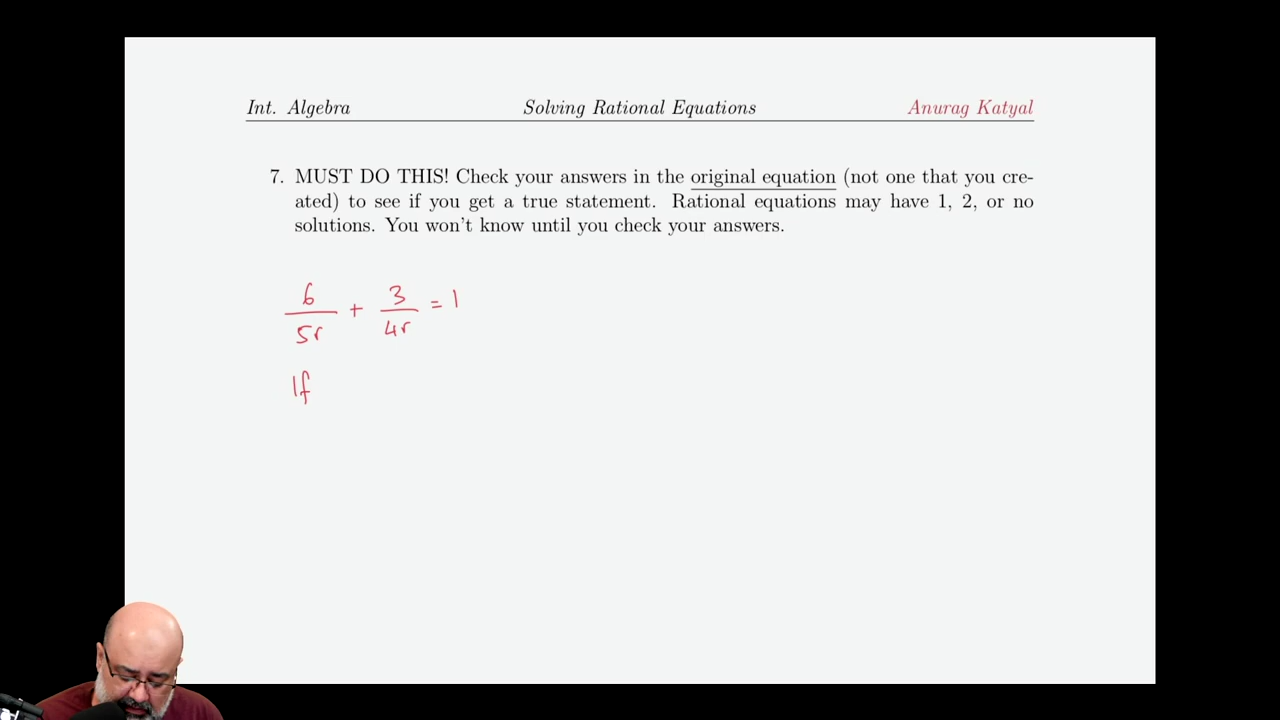 Int. Algebra Solving Rational Equations Anurag Katyal
7. MUST DO THIS! Check your answers in the original equation (not one that you cre-
ated) to see if you get a true statement. Rational equations may have 1, 2, or no
solutions. You won't know until you check your answers.
6/5r + 3/4r = 1
If